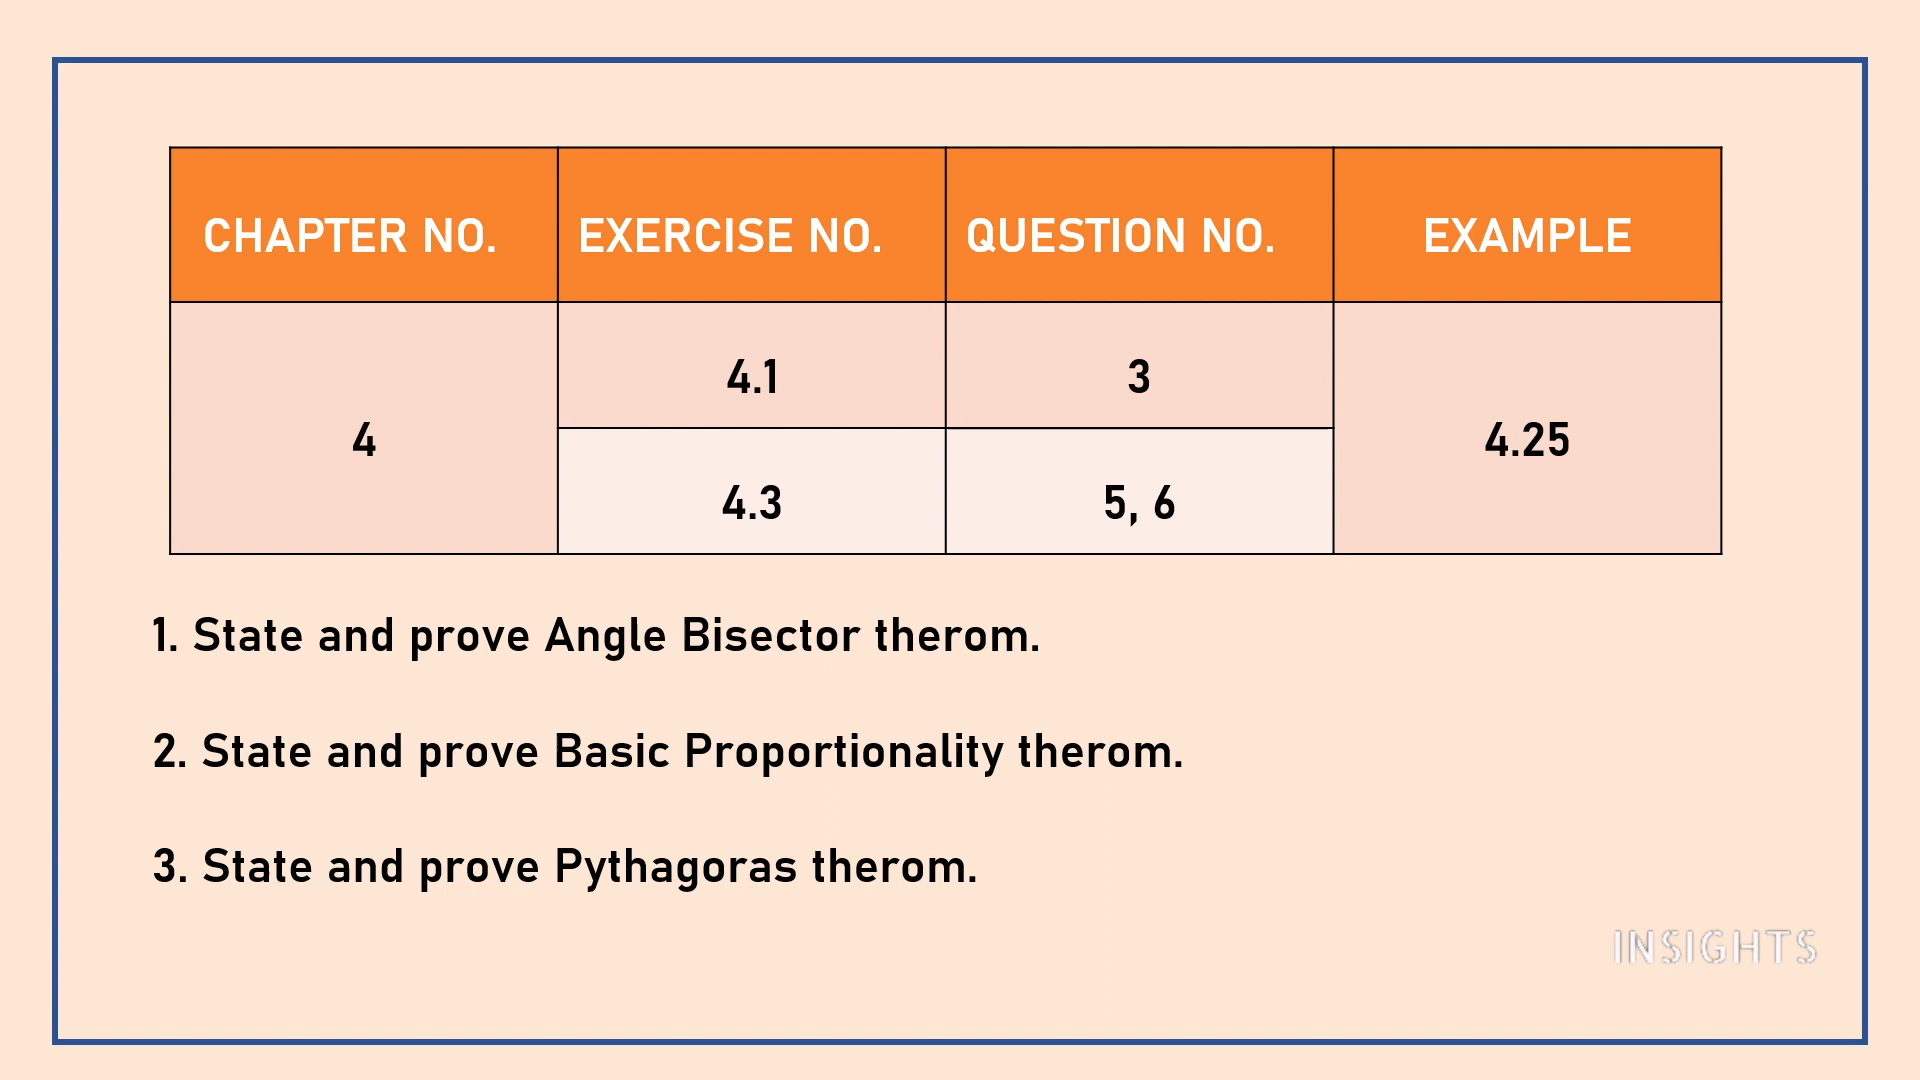 CHAPTER NO. EXERCISE NO. QUESTION NO. EXAMPLE
4.1 3
4 4.25
4.3 5, 6
1. State and prove Angle Bisector therom.
2. State and prove Basic Proportionality therom.
3. State and prove Pythagoras therom.
INSIGHTS